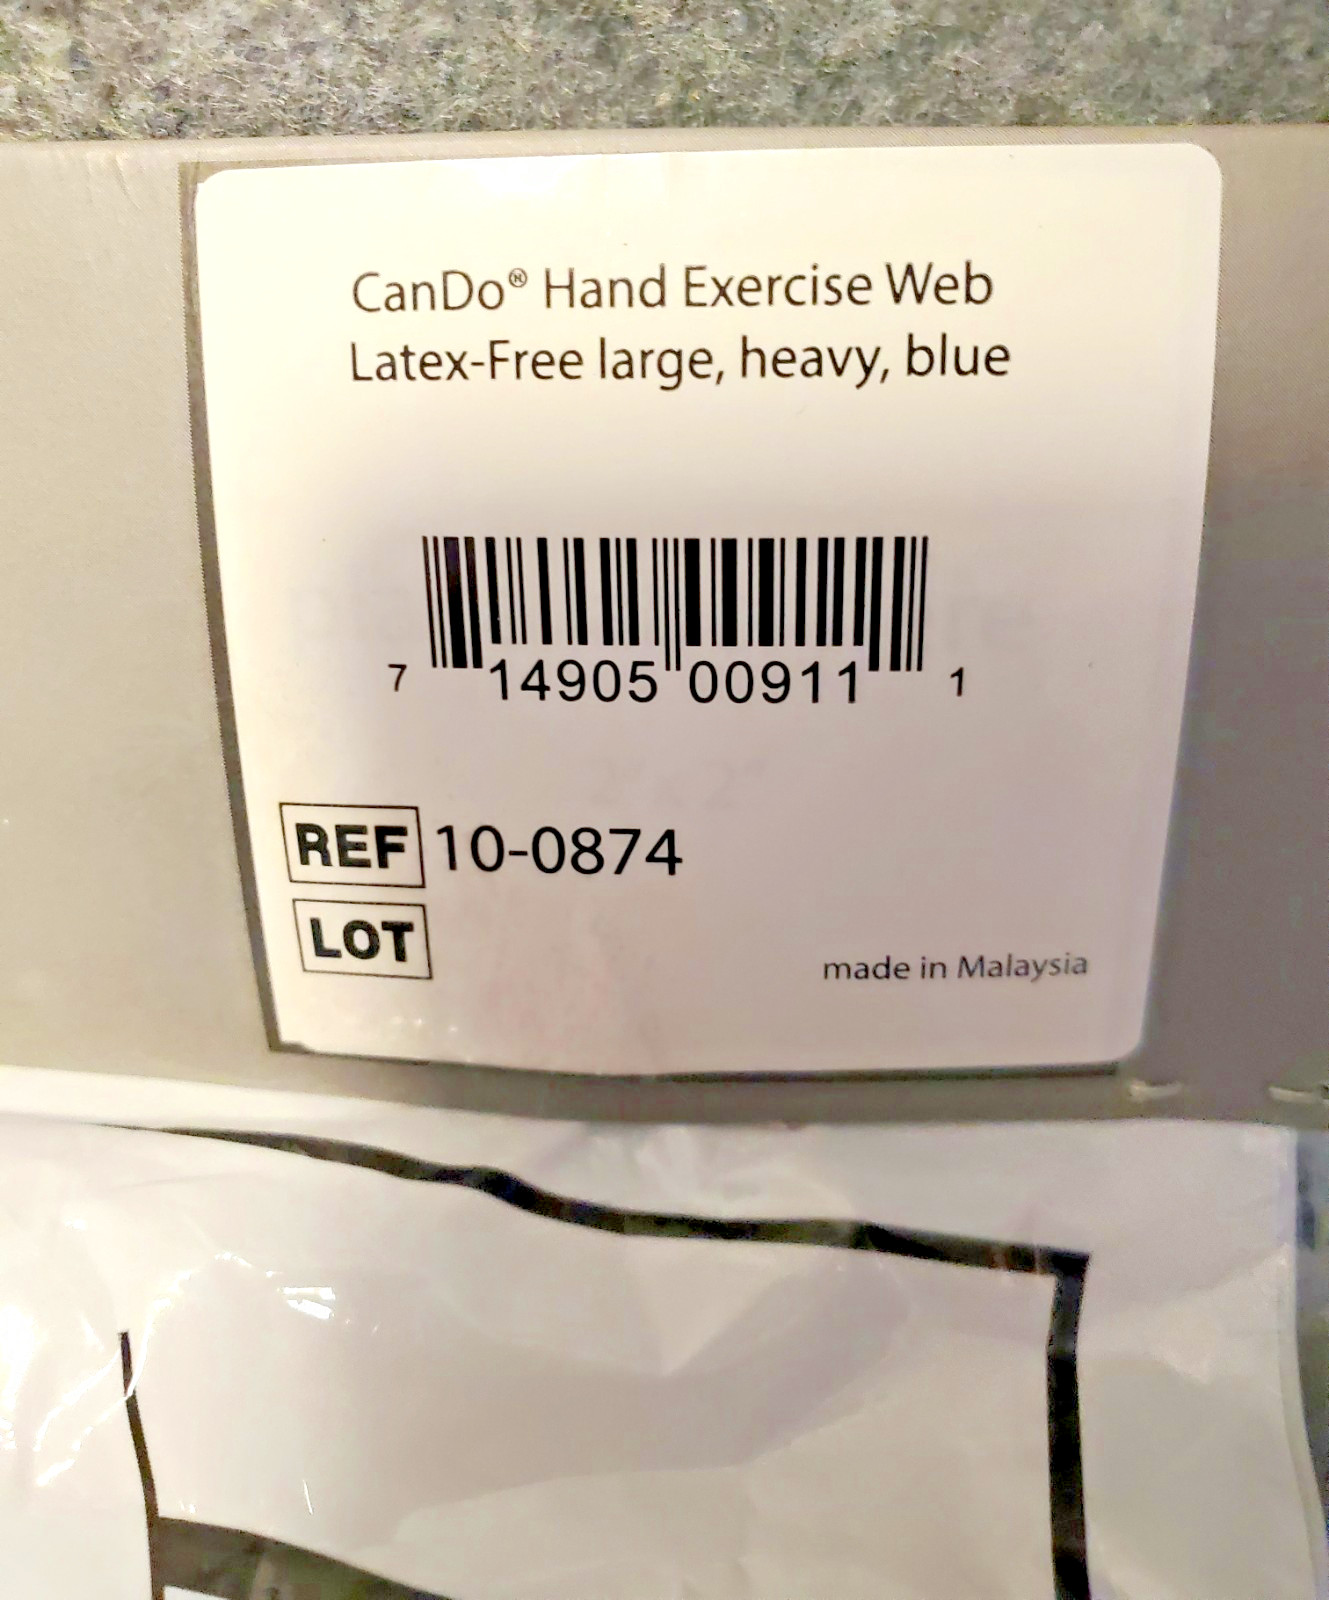 CanDo® Hand Exercise Web
Latex-Free large, heavy, blue
7 14905 00911 1
REF 10-0874
LOT
made in Malaysia